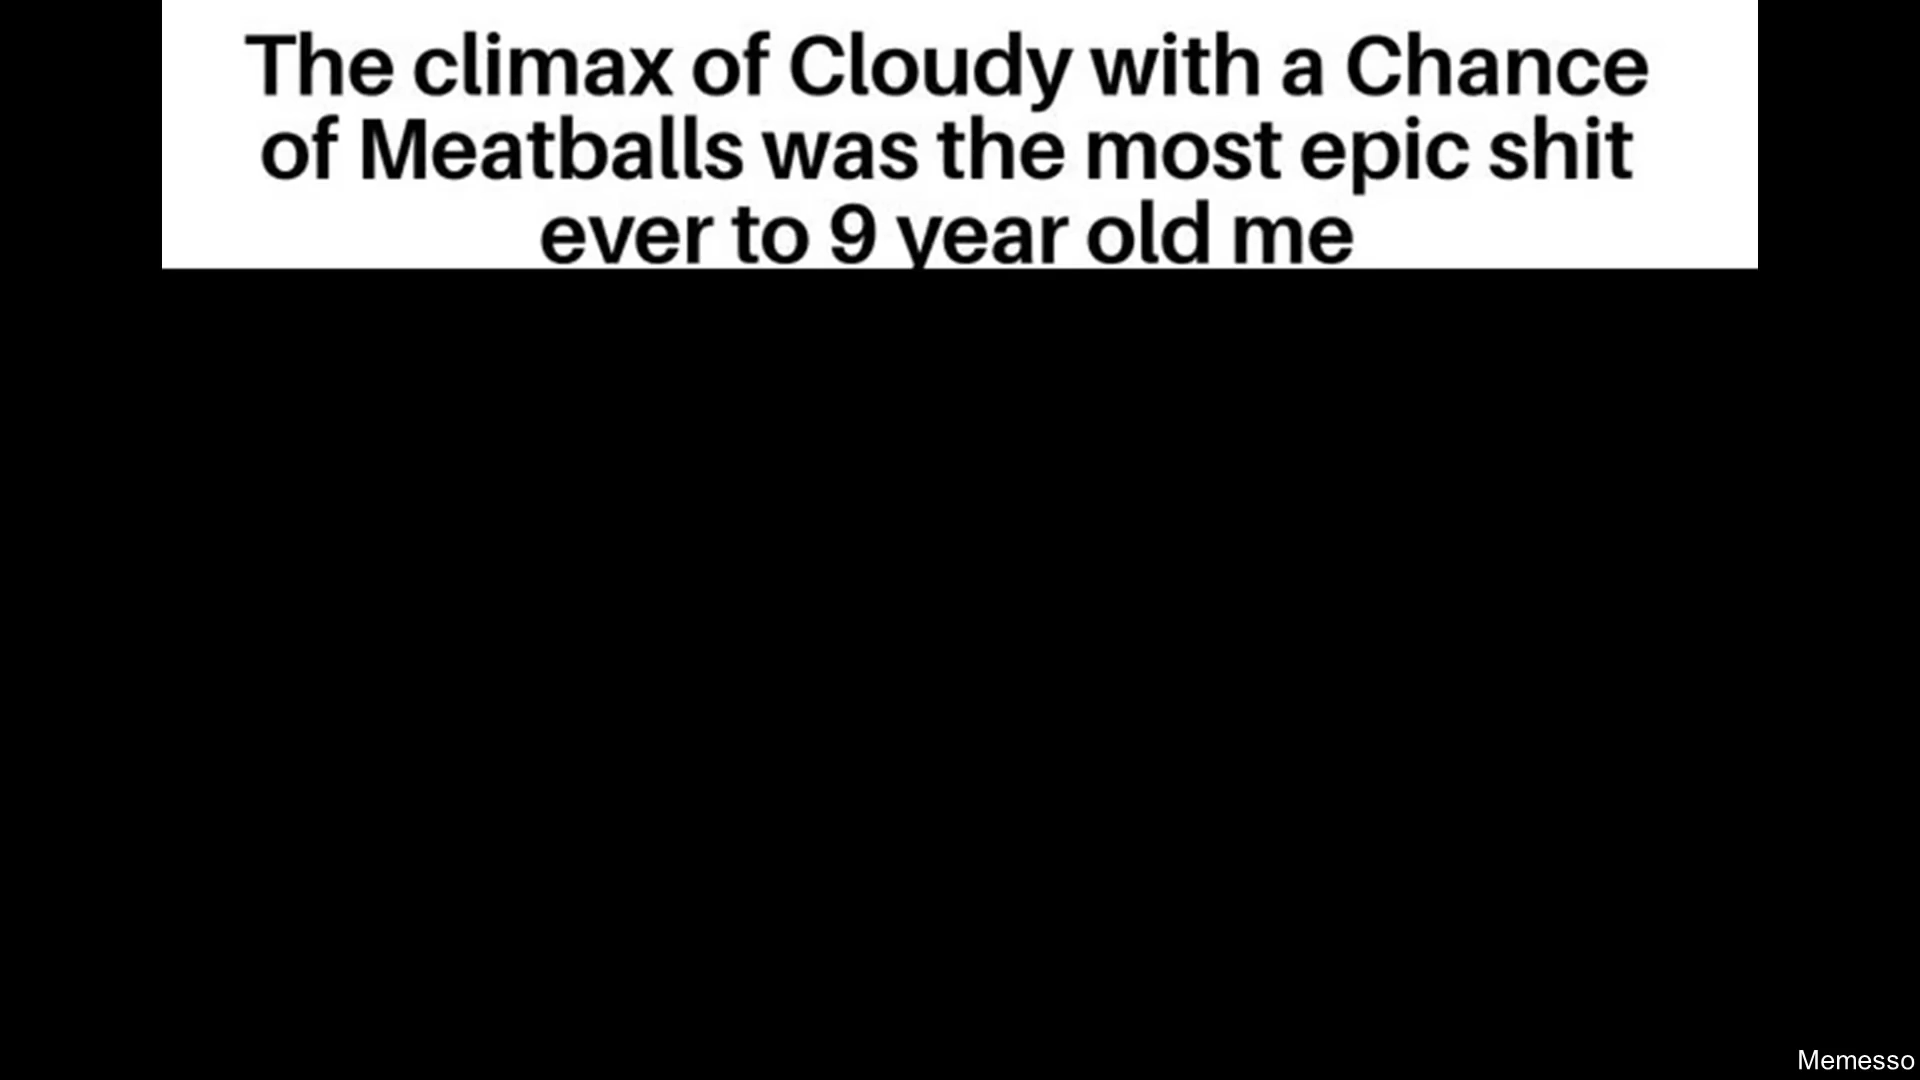 The climax of Cloudy with a Chance
of Meatballs was the most epic shit
ever to 9 year old me
Memesso